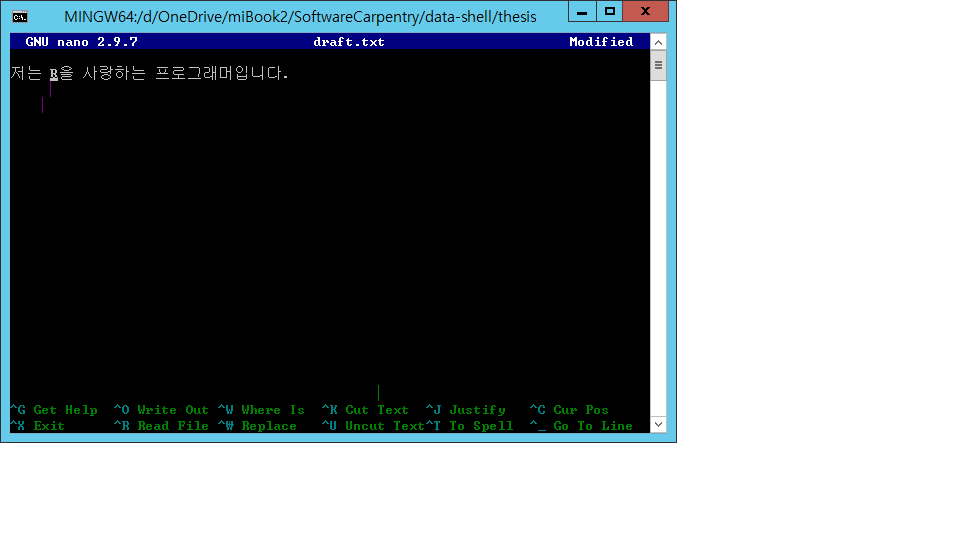 MINGW64:/d/OneDrive/miBook2/SoftwareCarpentry/data-shell/thesis
GNU nano 2.9.7 draft.txt Modified
저는 R을 사랑하는 프로그래머입니다.
^G Get Help ^O Write Out ^W Where Is ^K Cut Text ^J Justify ^C Cur Pos
^X Exit ^R Read File ^\ Replace ^U Uncut Text ^T To Spell ^_ Go To Line